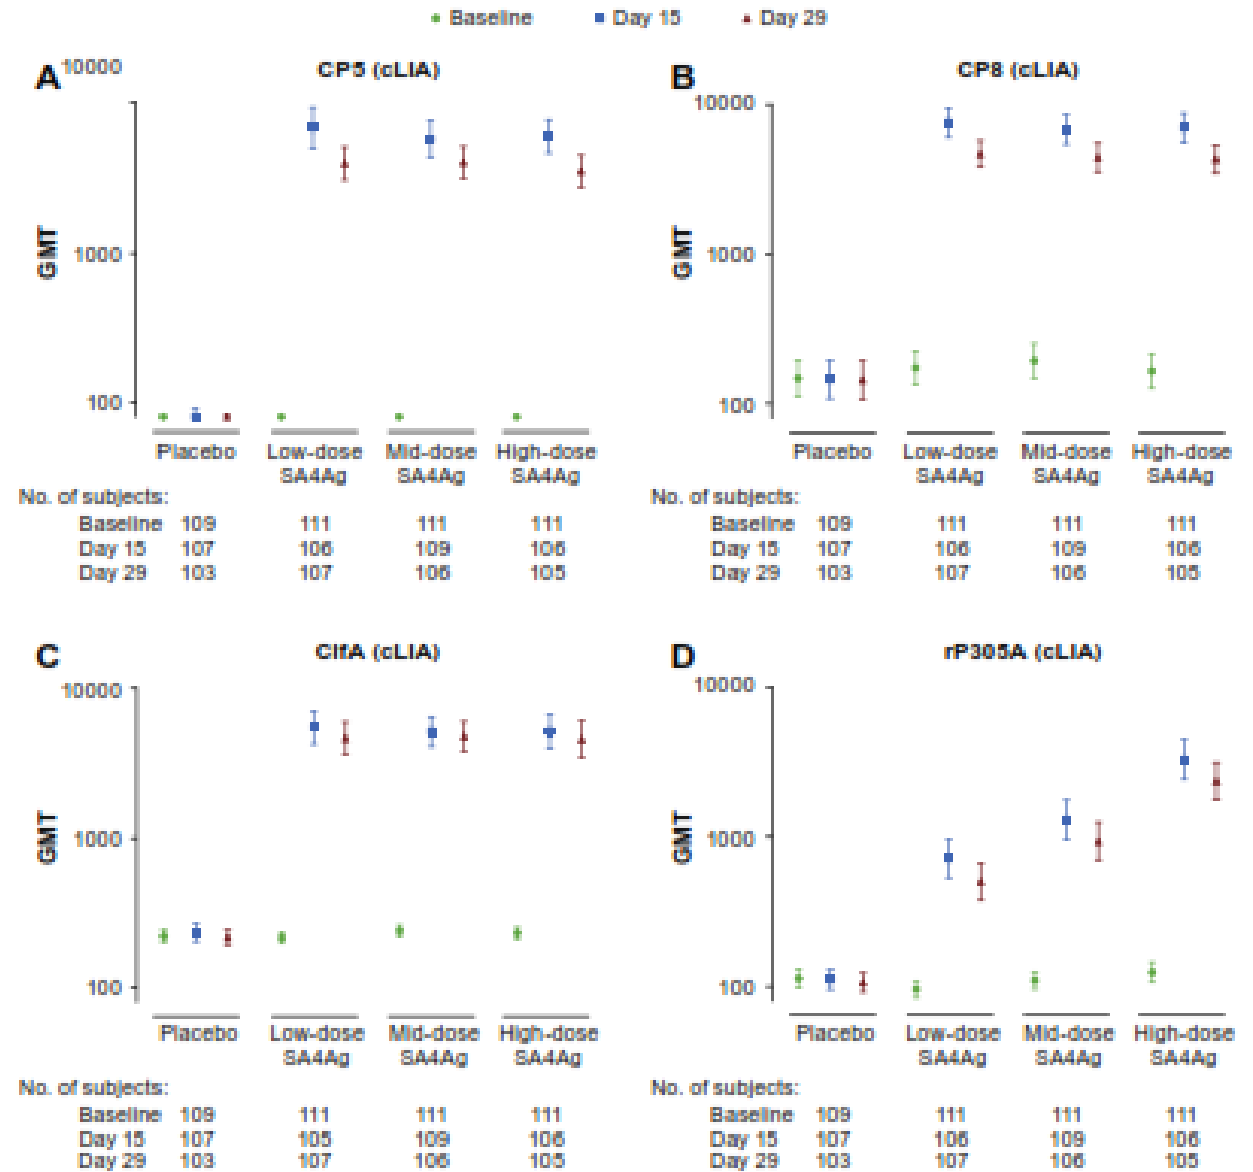 Baseline Day 15 Day 29
A CP5 (cLIA)
10000
GMT
1000
100
Placebo Low-dose SA4Ag Mid-dose SA4Ag High-dose SA4Ag
No. of subjects:
Baseline 109 111 111 111
Day 15 107 106 109 106
Day 29 103 107 106 105
B CP8 (cLIA)
10000
GMT
1000
100
Placebo Low-dose SA4Ag Mid-dose SA4Ag High-dose SA4Ag
No. of subjects:
Baseline 109 111 111 111
Day 15 107 106 109 106
Day 29 103 107 106 105
C ClfA (cLIA)
10000
GMT
1000
100
Placebo Low-dose SA4Ag Mid-dose SA4Ag High-dose SA4Ag
No. of subjects:
Baseline 109 111 111 111
Day 15 107 105 109 106
Day 29 103 107 106 105
D rP305A (cLIA)
10000
GMT
1000
100
Placebo Low-dose SA4Ag Mid-dose SA4Ag High-dose SA4Ag
No. of subjects:
Baseline 109 111 111 111
Day 15 107 106 109 106
Day 29 103 107 106 105